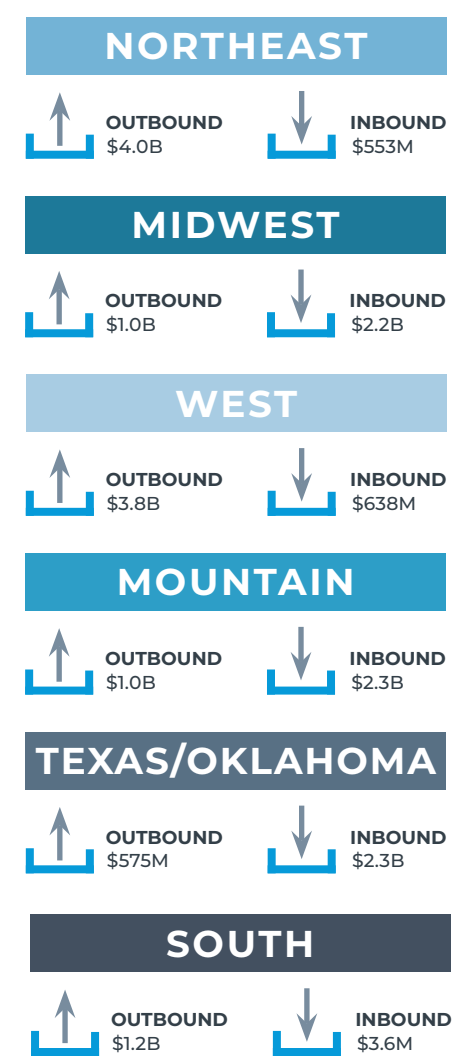 NORTHEAST
OUTBOUND INBOUND
$4.0B $553M
MIDWEST
OUTBOUND INBOUND
$1.0B $2.2B
WEST
OUTBOUND INBOUND
$3.8B $638M
MOUNTAIN
OUTBOUND INBOUND
$1.0B $2.3B
TEXAS/OKLAHOMA
OUTBOUND INBOUND
$575M $2.3B
SOUTH
OUTBOUND INBOUND
$1.2B $3.6M